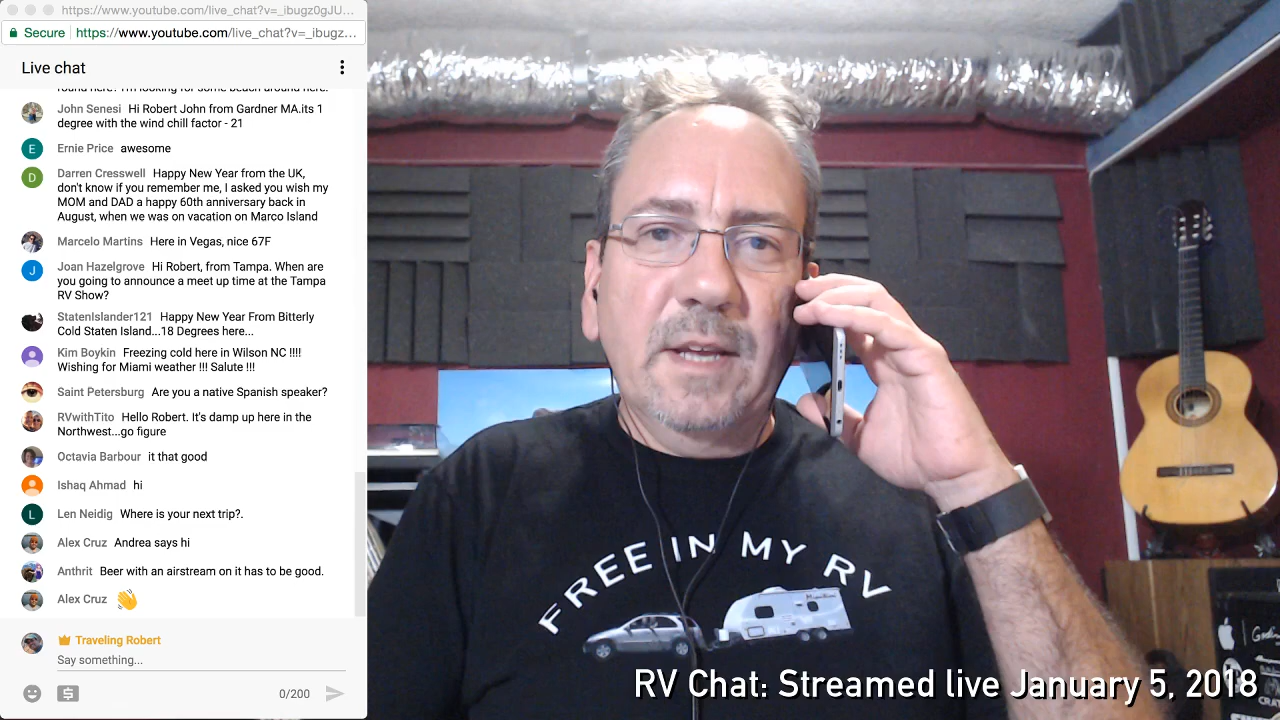 https://www.youtube.com/live_chat?v=_ibugz0gJU...
Secure https://www.youtube.com/live_chat?v=_ibugz...
Live chat
found here? I'm looking for some beach around here.
John Senesi Hi Robert John from Gardner MA.its 1
degree with the wind chill factor - 21
Ernie Price awesome
Darren Cresswell Happy New Year from the UK,
don't know if you remember me, I asked you wish my
MOM and DAD a happy 60th anniversary back in
August, when we was on vacation on Marco Island
Marcelo Martins Here in Vegas, nice 67F
Joan Hazelgrove Hi Robert, from Tampa. When are
you going to announce a meet up time at the Tampa
RV Show?
StatenIslander121 Happy New Year From Bitterly
Cold Staten Island...18 Degrees here...
Kim Boykin Freezing cold here in Wilson NC !!!!
Wishing for Miami weather !!! Salute !!!
Saint Petersburg Are you a native Spanish speaker?
RVwithTito Hello Robert. It's damp up here in the
Northwest...go figure
Octavia Barbour it that good
Ishaq Ahmad hi
Len Neidig Where is your next trip?.
Alex Cruz Andrea says hi
Anthrit Beer with an airstream on it has to be good.
Alex Cruz 👋
Traveling Robert
Say something...
0/200
FREE IN MY RV
RV Chat: Streamed live January 5, 2018